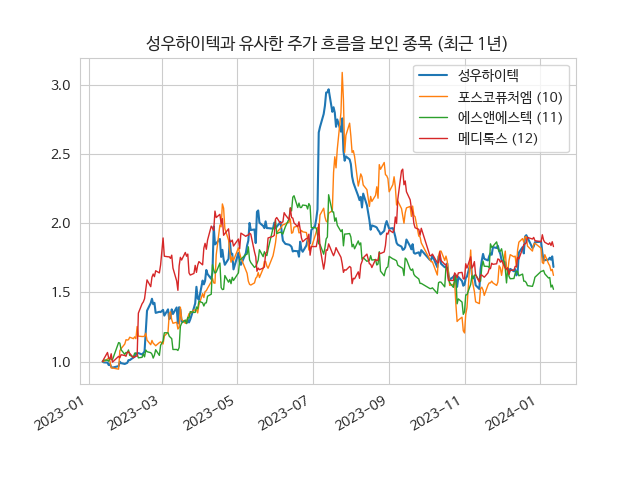 성우하이텍과 유사한 주가 흐름을 보인 종목 (최근 1년)
성우하이텍
포스코퓨처엠 (10)
에스앤에스텍 (11)
메디톡스 (12)
3.0
2.5
2.0
1.5
1.0
2023-01
2023-03
2023-05
2023-07
2023-09
2023-11
2024-01